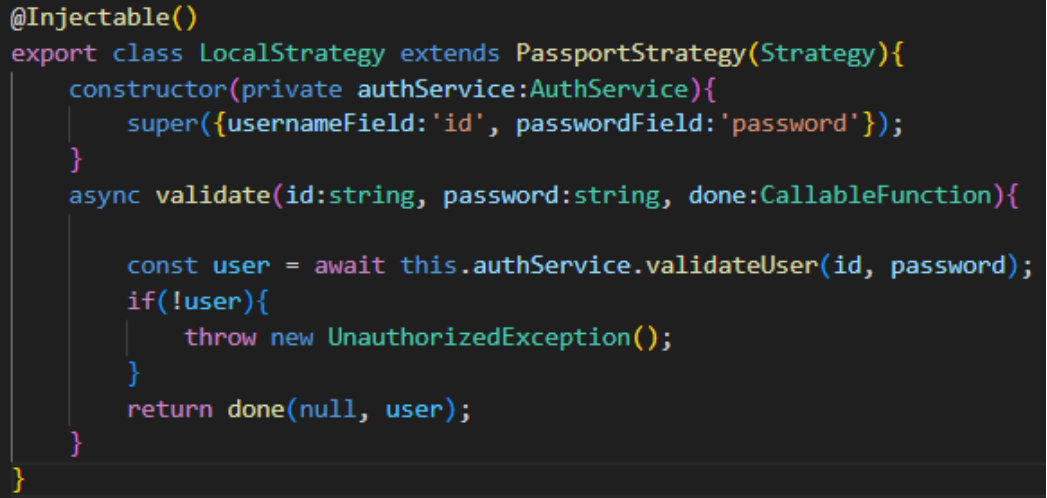 @Injectable()
export class LocalStrategy extends PassportStrategy(Strategy){
    constructor(private authService:AuthService){
        super({usernameField:'id', passwordField:'password'});
    }
    async validate(id:string, password:string, done:CallableFunction){

        const user = await this.authService.validateUser(id, password);
        if(!user){
            throw new UnauthorizedException();
        }
        return done(null, user);
    }
}